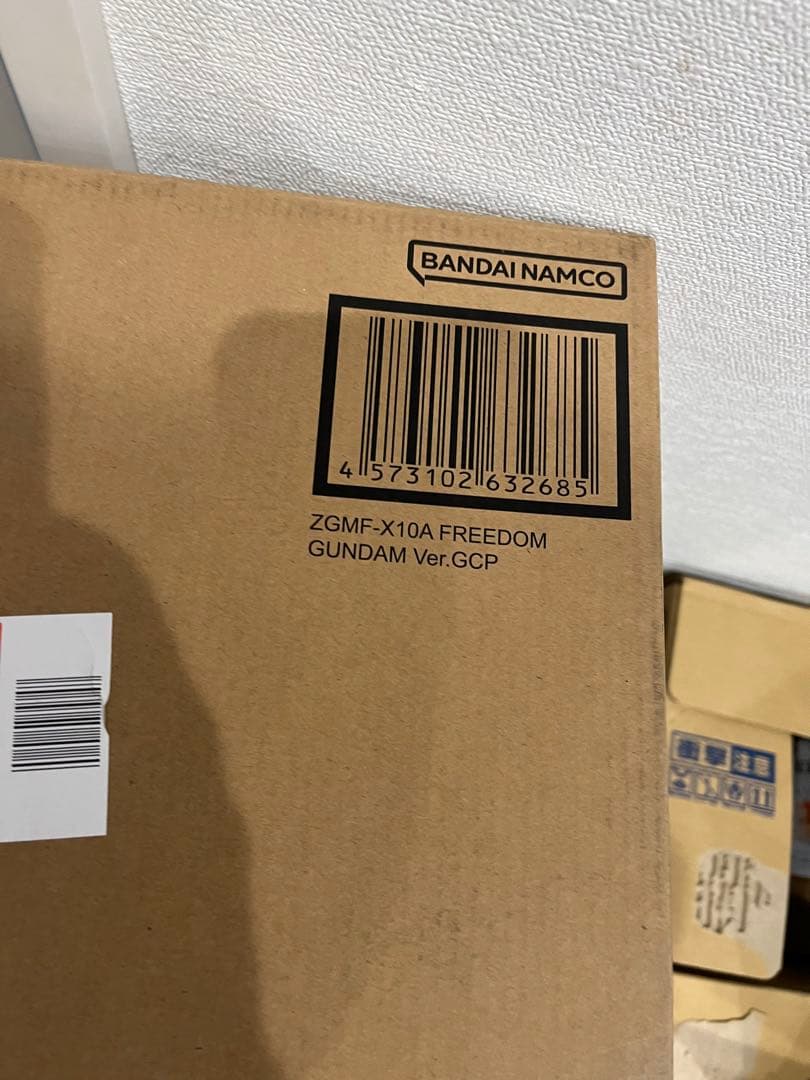 BANDAI NAMCO
4 573102 632685
ZGMF-X10A FREEDOM
GUNDAM Ver.GCP